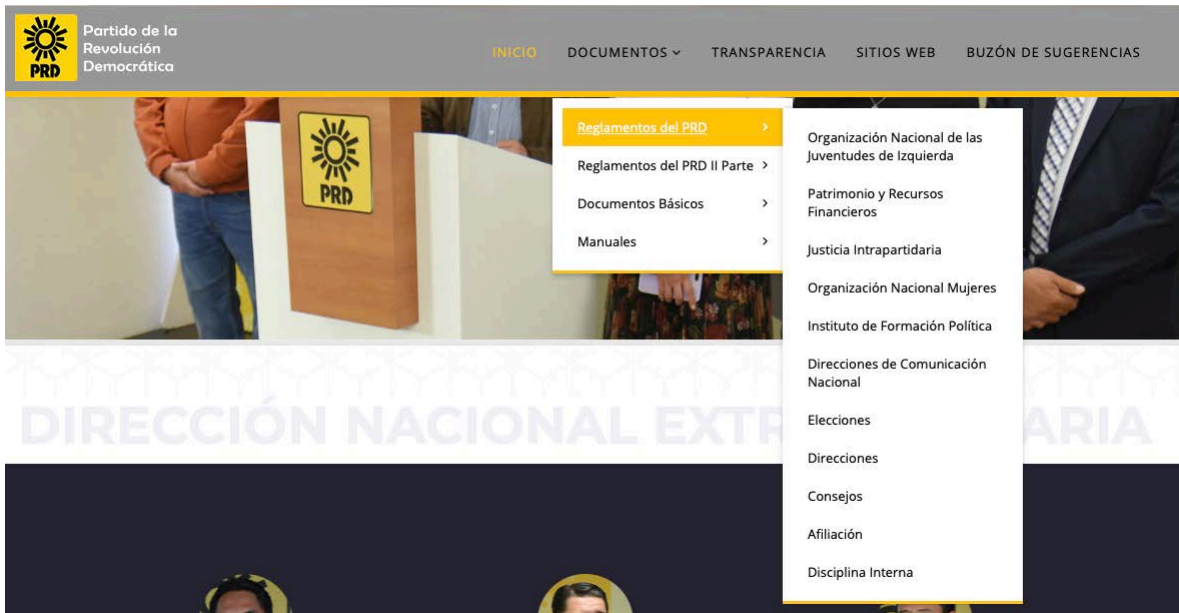 Partido de la
Revolución
Democrática
PRD
INICIO
DOCUMENTOS
TRANSPARENCIA
SITIOS WEB
BUZÓN DE SUGERENCIAS
PRD
Reglamentos del PRD
Reglamentos del PRD II Parte
Documentos Básicos
Manuales
Organización Nacional de las
Juventudes de Izquierda
Patrimonio y Recursos
Financieros
Justicia Intrapartidaria
Organización Nacional Mujeres
Instituto de Formación Política
Direcciones de Comunicación
Nacional
Elecciones
Direcciones
Consejos
Afiliación
Disciplina Interna
DIRECCIÓN NACIONAL EXTR ARIA